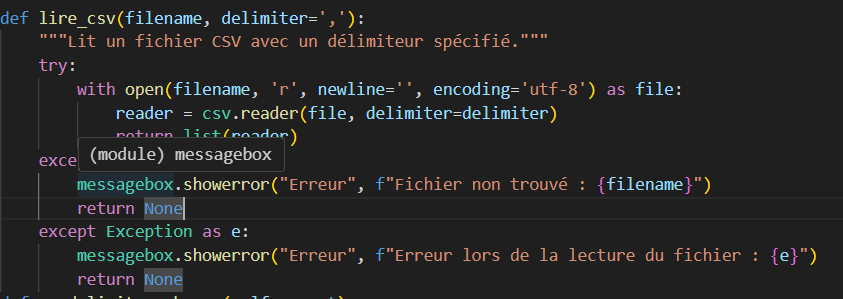 def lire_csv(filename, delimiter=','):
    """Lit un fichier CSV avec un délimiteur spécifié."""
    try:
        with open(filename, 'r', newline='', encoding='utf-8') as file:
            reader = csv.reader(file, delimiter=delimiter)
            return list(reader)
(module) messagebox
    exce
        messagebox.showerror("Erreur", f"Fichier non trouvé : {filename}")
        return None
    except Exception as e:
        messagebox.showerror("Erreur", f"Erreur lors de la lecture du fichier : {e}")
        return None